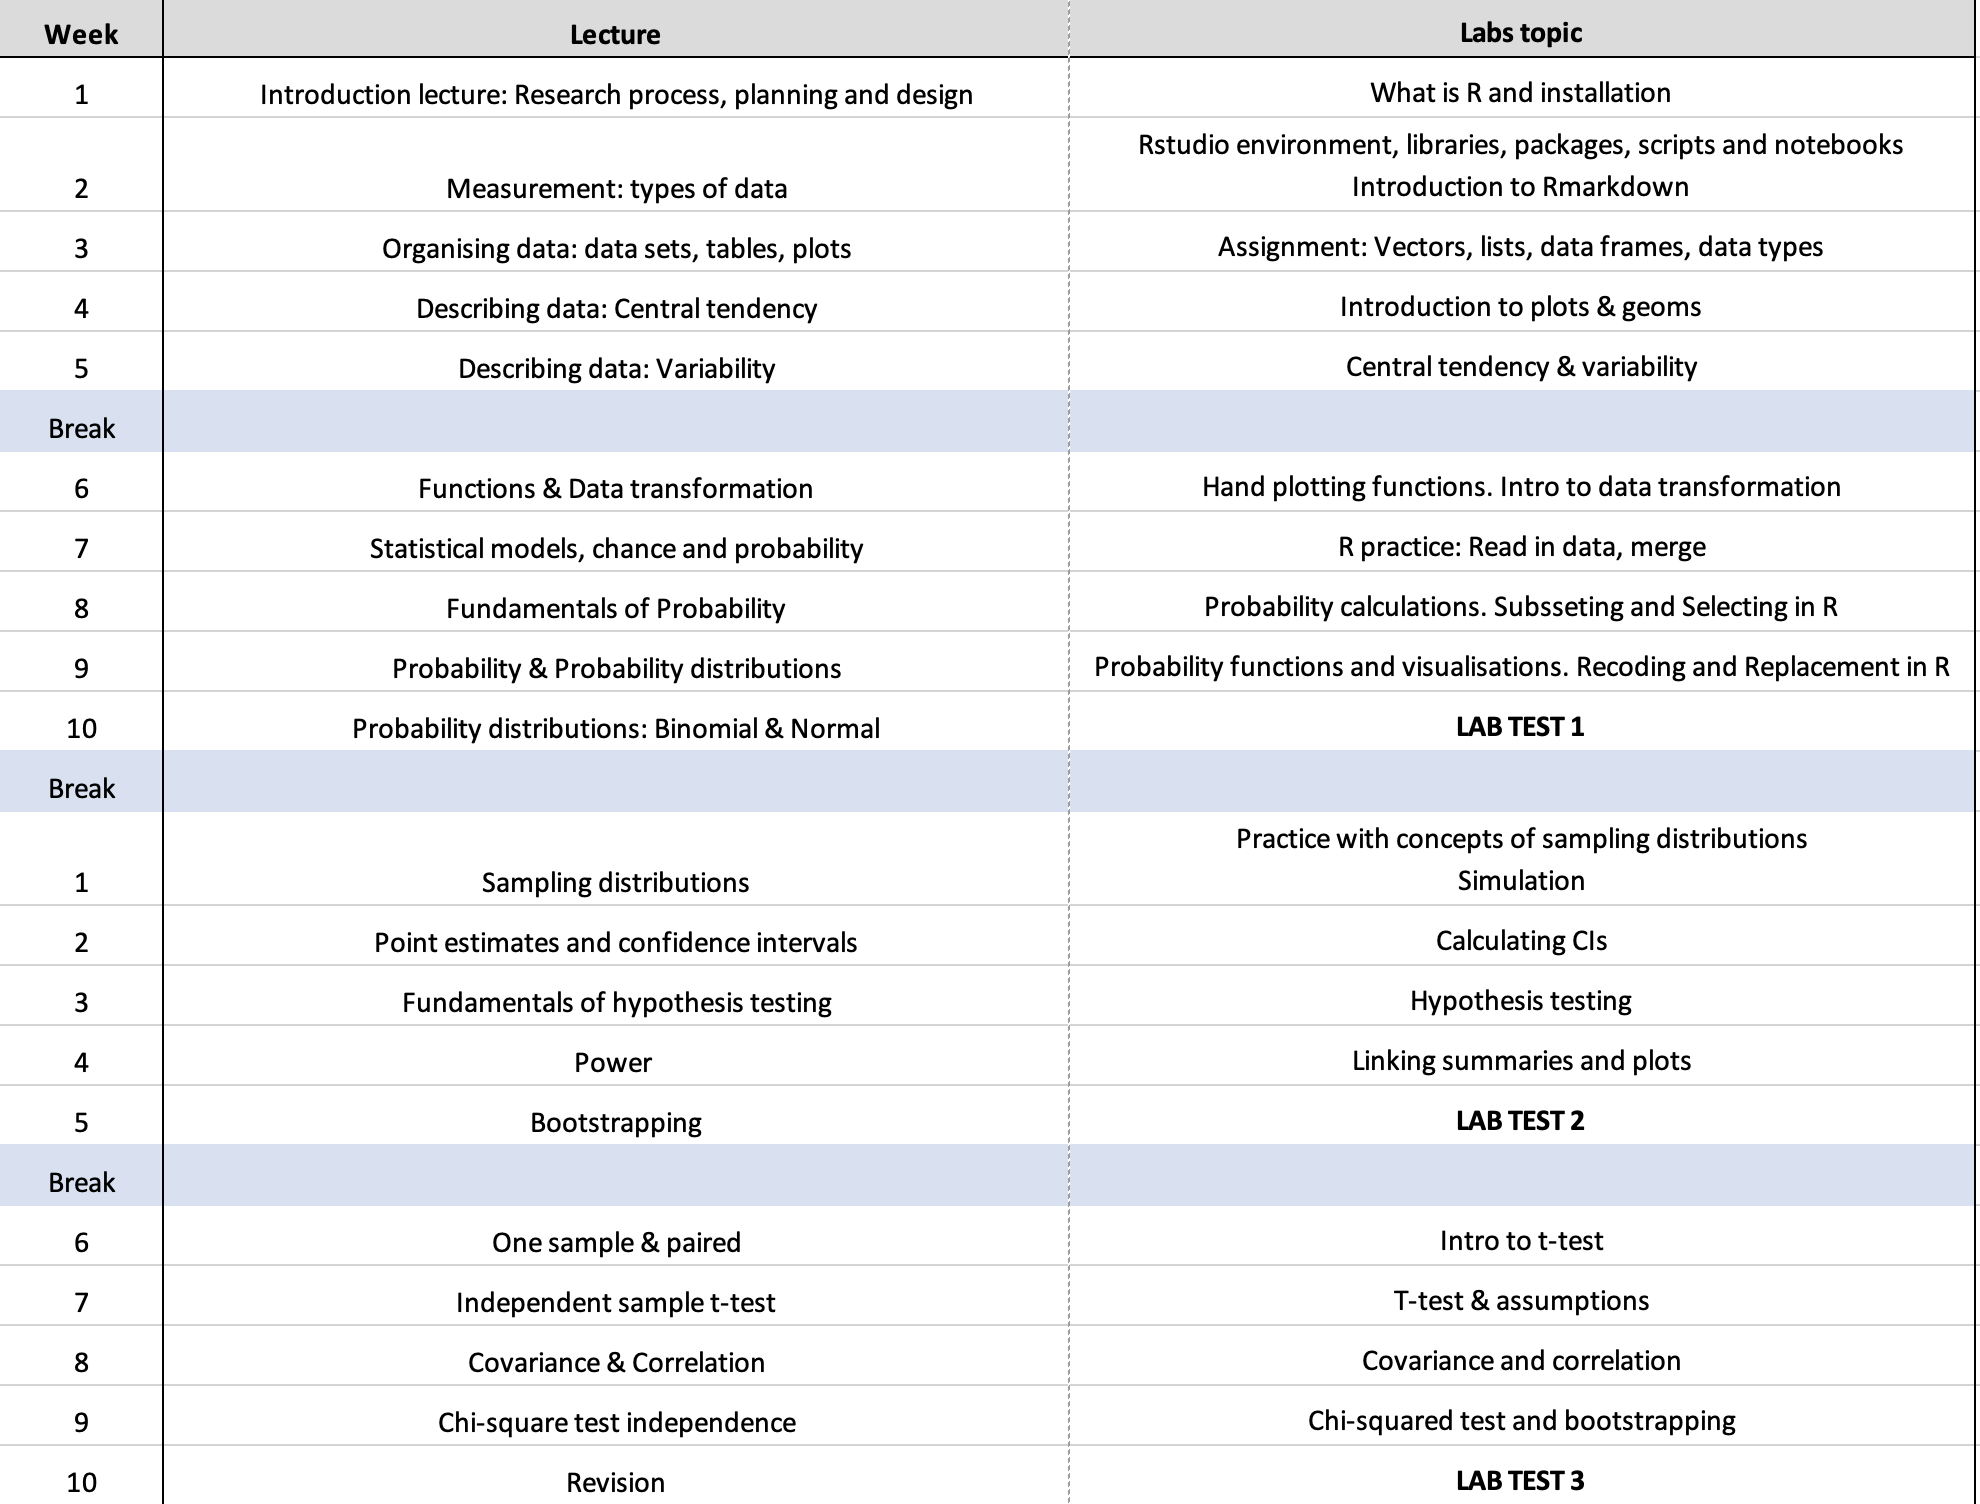 Week Lecture Labs topic
1 Introduction lecture: Research process, planning and design What is R and installation
Rstudio environment, libraries, packages, scripts and notebooks
2 Measurement: types of data Introduction to Rmarkdown
3 Organising data: data sets, tables, plots Assignment: Vectors, lists, data frames, data types
4 Describing data: Central tendency Introduction to plots & geoms
5 Describing data: Variability Central tendency & variability
Break
6 Functions & Data transformation Hand plotting functions. Intro to data transformation
7 Statistical models, chance and probability R practice: Read in data, merge
8 Fundamentals of Probability Probability calculations. Subsseting and Selecting in R
9 Probability & Probability distributions Probability functions and visualisations. Recoding and Replacement in R
10 Probability distributions: Binomial & Normal LAB TEST 1
Break
Practice with concepts of sampling distributions
1 Sampling distributions Simulation
2 Point estimates and confidence intervals Calculating CIs
3 Fundamentals of hypothesis testing Hypothesis testing
4 Power Linking summaries and plots
5 Bootstrapping LAB TEST 2
Break
6 One sample & paired Intro to t-test
7 Independent sample t-test T-test & assumptions
8 Covariance & Correlation Covariance and correlation
9 Chi-square test independence Chi-squared test and bootstrapping
10 Revision LAB TEST 3